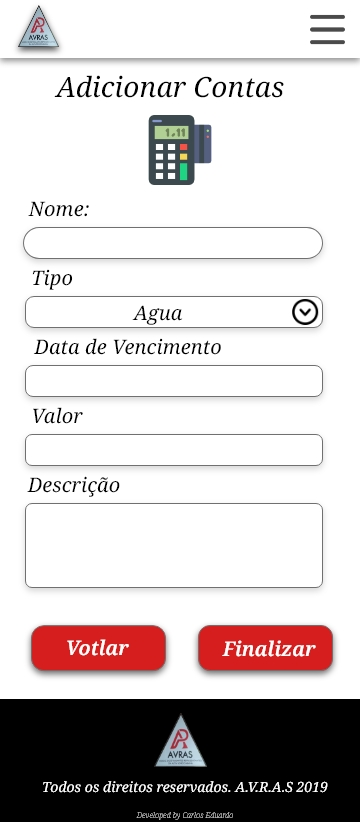 AVRAS
Adicionar Contas
1.11
Nome:
Tipo
Agua
Data de Vencimento
Valor
Descrição
Votlar
Finalizar
AVRAS
Todos os direitos reservados. A.V.R.A.S 2019
Developed by Carlos Eduardo